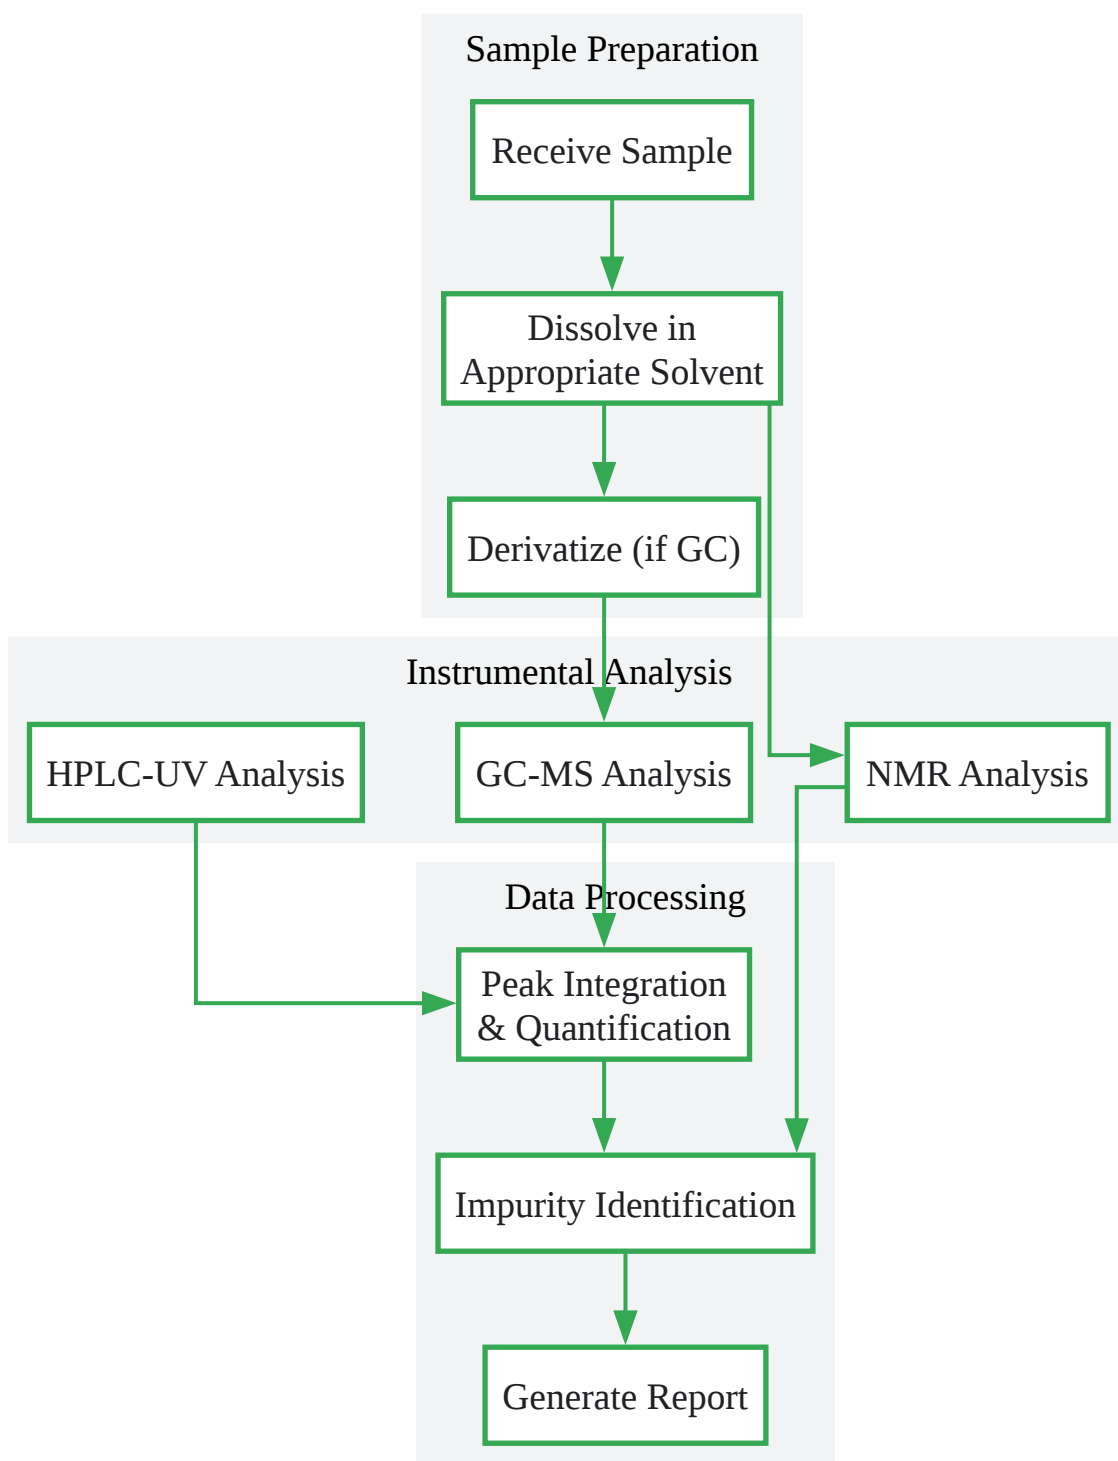 Sample Preparation
Receive Sample
Dissolve in
Appropriate Solvent
Derivatize (if GC)
Instrumental Analysis
HPLC-UV Analysis
GC-MS Analysis
NMR Analysis
Data Processing
Peak Integration
& Quantification
Impurity Identification
Generate Report